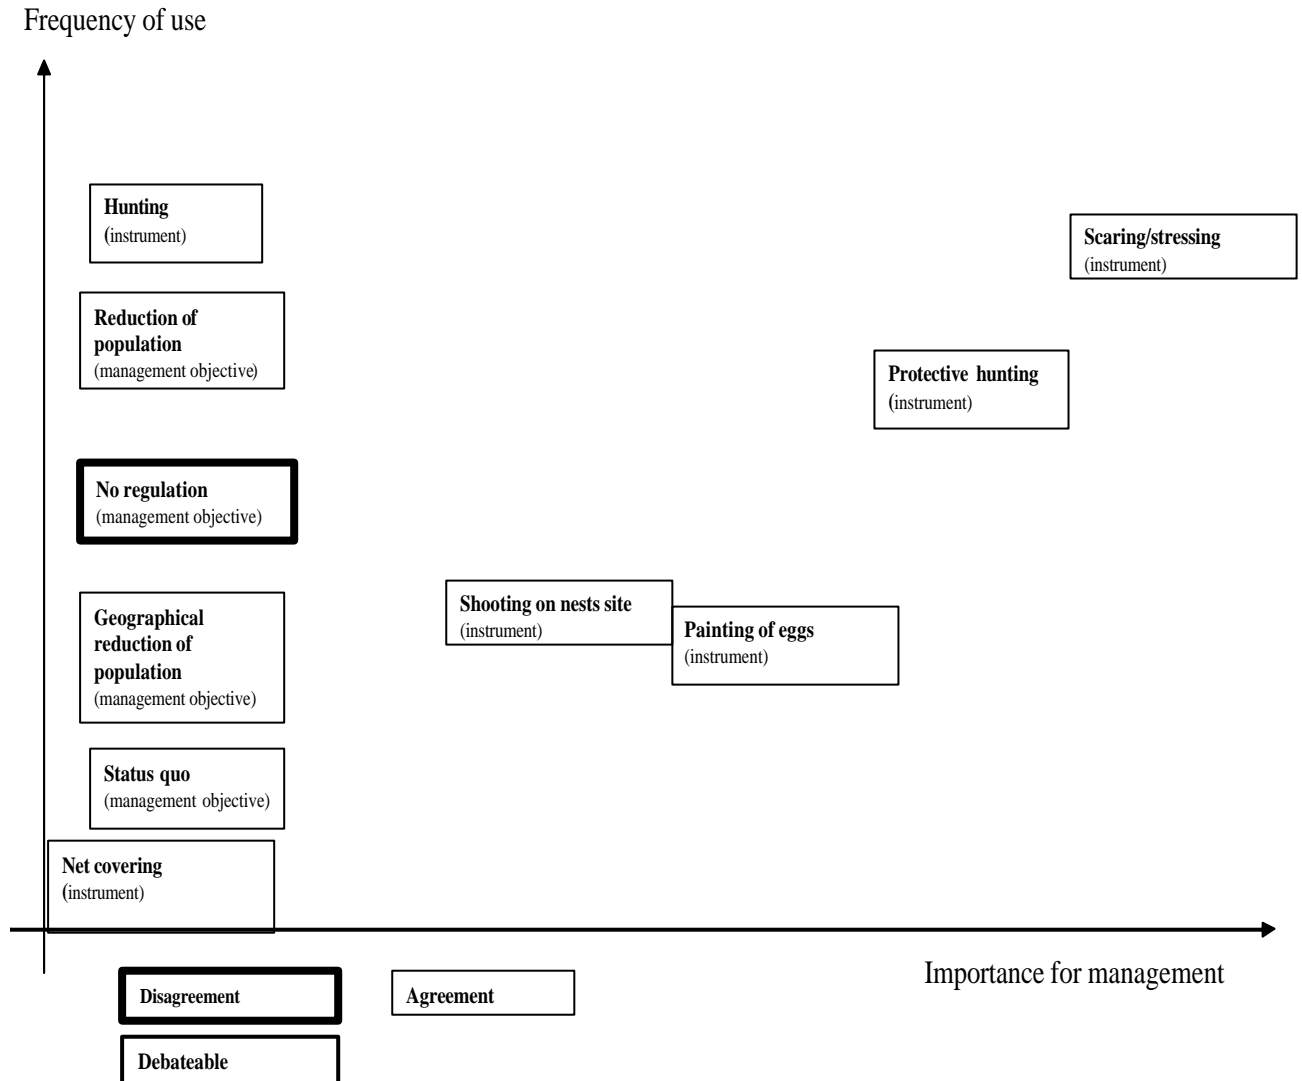 Frequency of use
Hunting
(instrument)
Scaring/stressing
(instrument)
Reduction of
population
(management objective)
Protective hunting
(instrument)
No regulation
(management objective)
Shooting on nests site
(instrument)
Painting of eggs
(instrument)
Geographical
reduction of
population
(management objective)
Status quo
(management objective)
Net covering
(instrument)
Importance for management
Disagreement
Agreement
Debateable